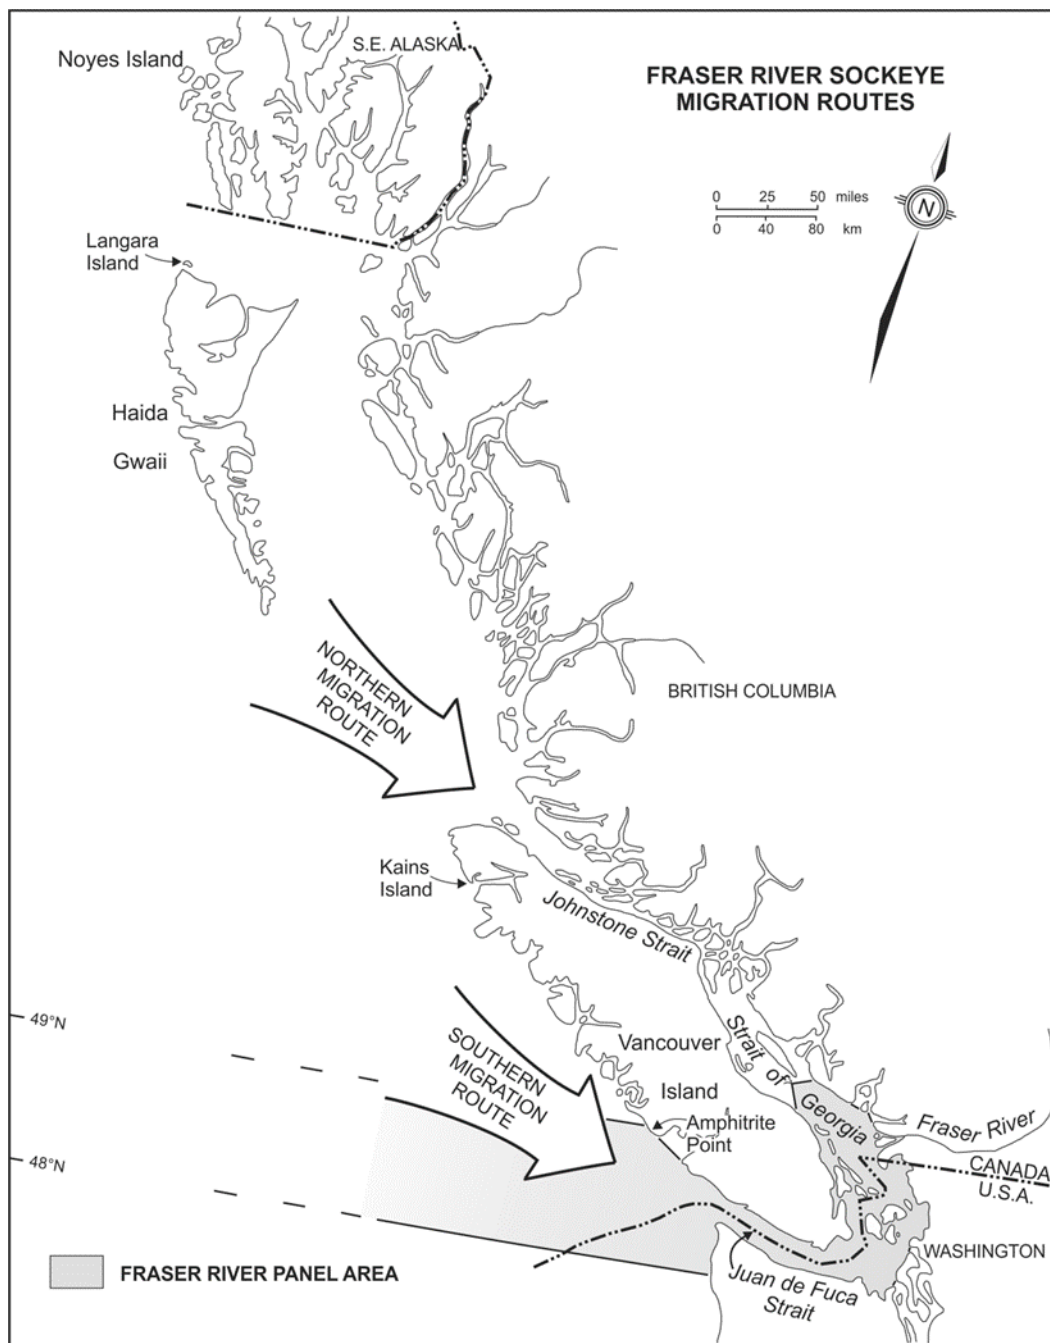 FRASER RIVER SOCKEYE
MIGRATION ROUTES
S.E. ALASKA
Noyes Island
0 25 50 miles
0 40 80 km
N
Langara
Island
Haida
Gwaii
NORTHERN
MIGRATION
ROUTE
BRITISH COLUMBIA
Kains
Island
Johnstone Strait
49°N
SOUTHERN
MIGRATION
ROUTE
Vancouver
Island
Strait of
Georgia
Amphitrite
Point
Fraser River
48°N
CANADA
U.S.A.
WASHINGTON
Juan de Fuca
Strait
FRASER RIVER PANEL AREA